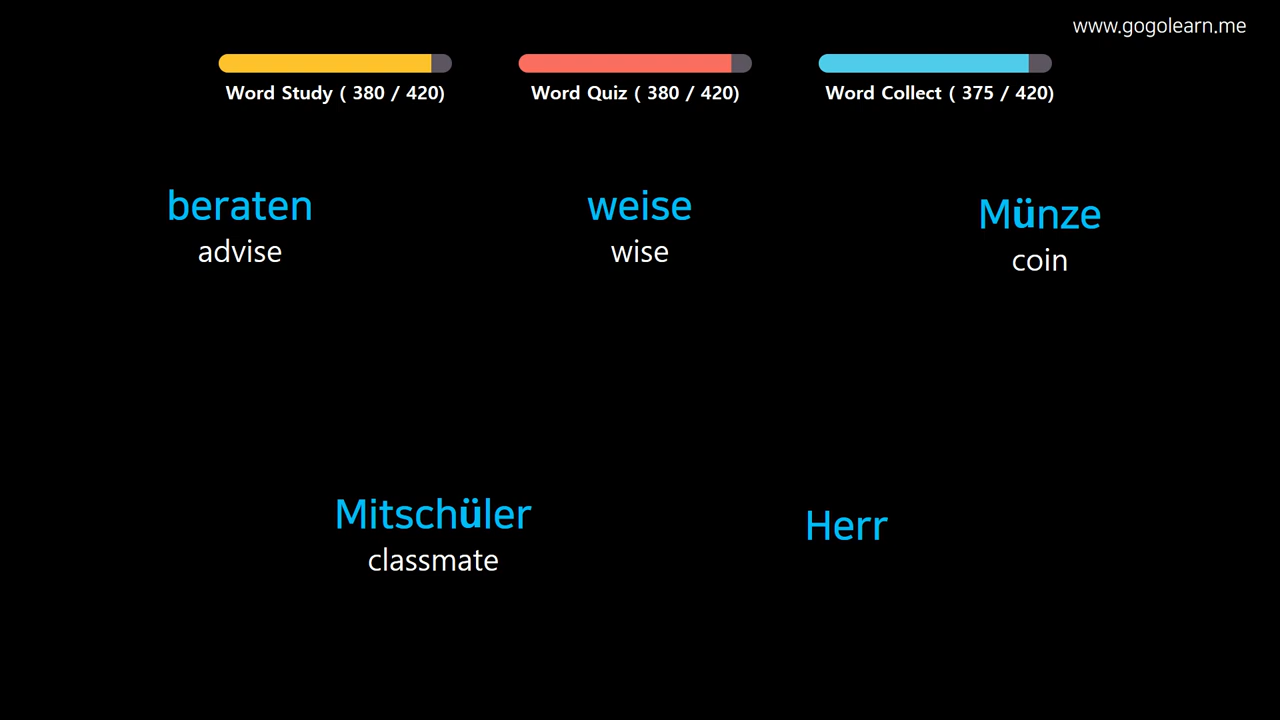 www.gogolearn.me
Word Study ( 380 / 420)
Word Quiz ( 380 / 420)
Word Collect ( 375 / 420)
beraten
advise
weise
wise
Münze
coin
Mitschüler
classmate
Herr